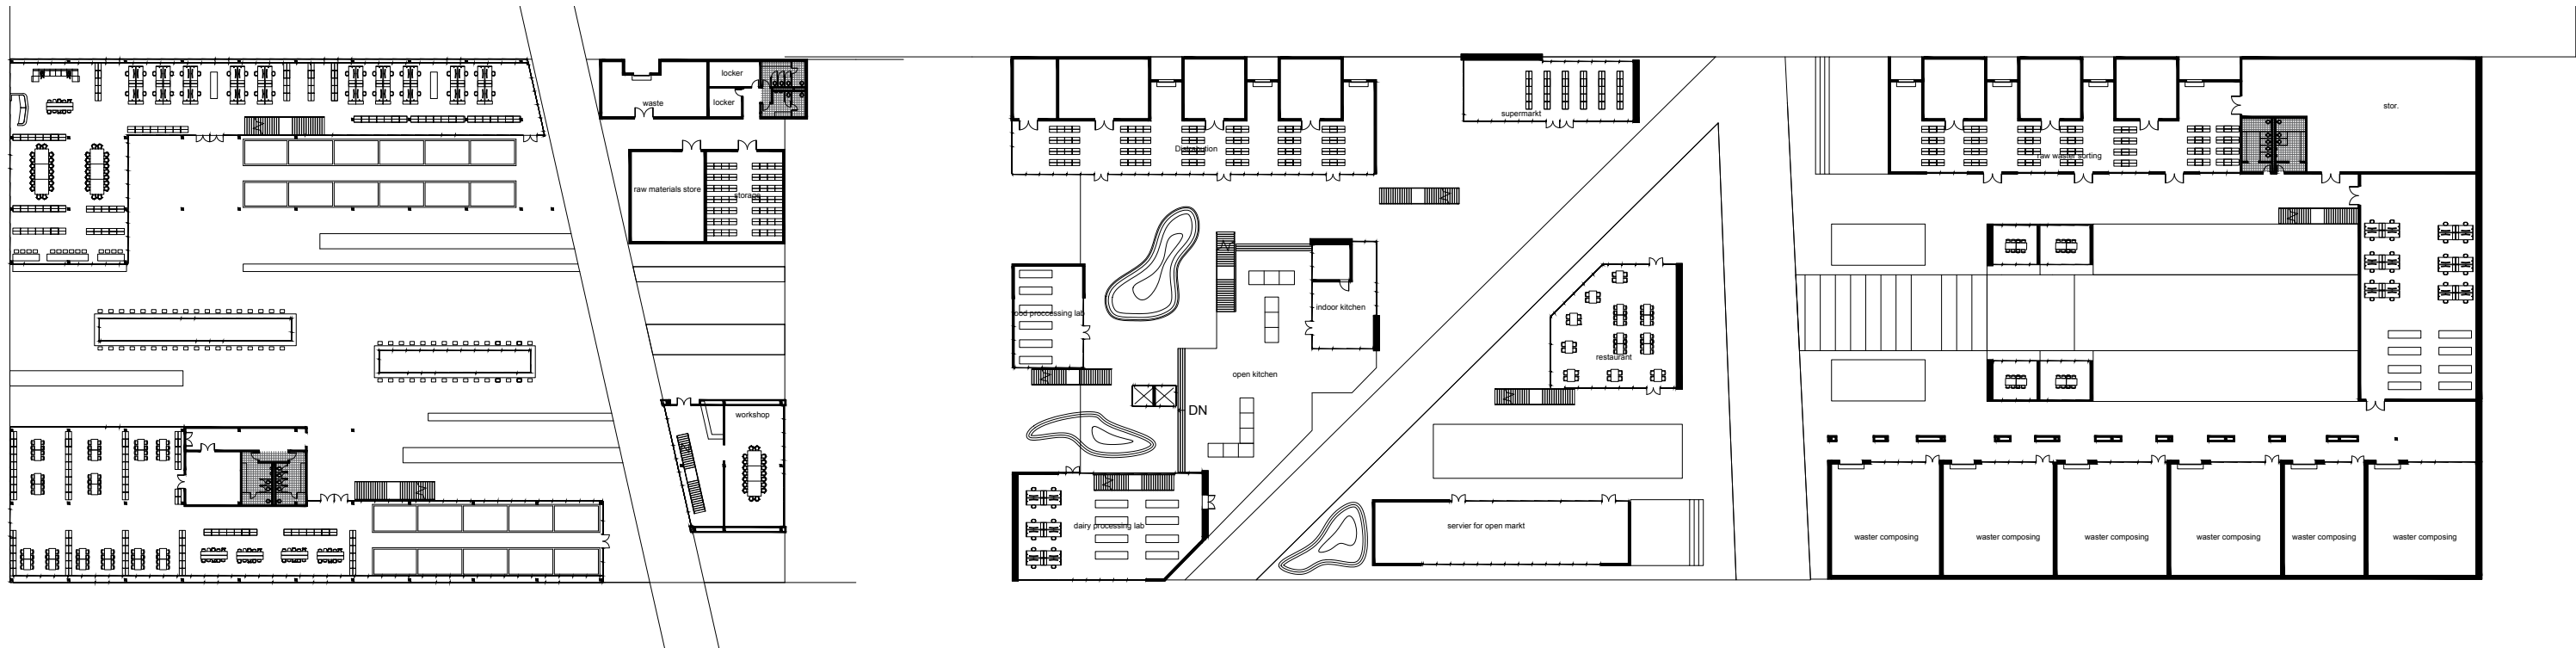 locker
waste
locker
raw materials store
storage
workshop
Distribution
supermarkt
food proccessing lab
indoor kitchen
open kitchen
DN
restaurant
dairy processing lab
servier for open markt
stor.
raw waster sorting
waster composing
waster composing
waster composing
waster composing
waster composing
waster composing